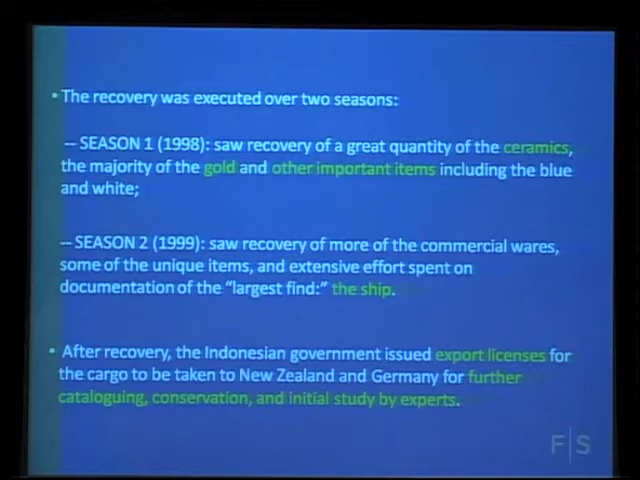 • The recovery was executed over two seasons:
-- SEASON 1 (1998): saw recovery of a great quantity of the ceramics,
the majority of the gold and other important items including the blue
and white;
-- SEASON 2 (1999): saw recovery of more of the commercial wares,
some of the unique items, and extensive effort spent on
documentation of the “largest find:” the ship.
• After recovery, the Indonesian government issued export licenses for
the cargo to be taken to New Zealand and Germany for further
cataloguing, conservation, and initial study by experts.
F|S